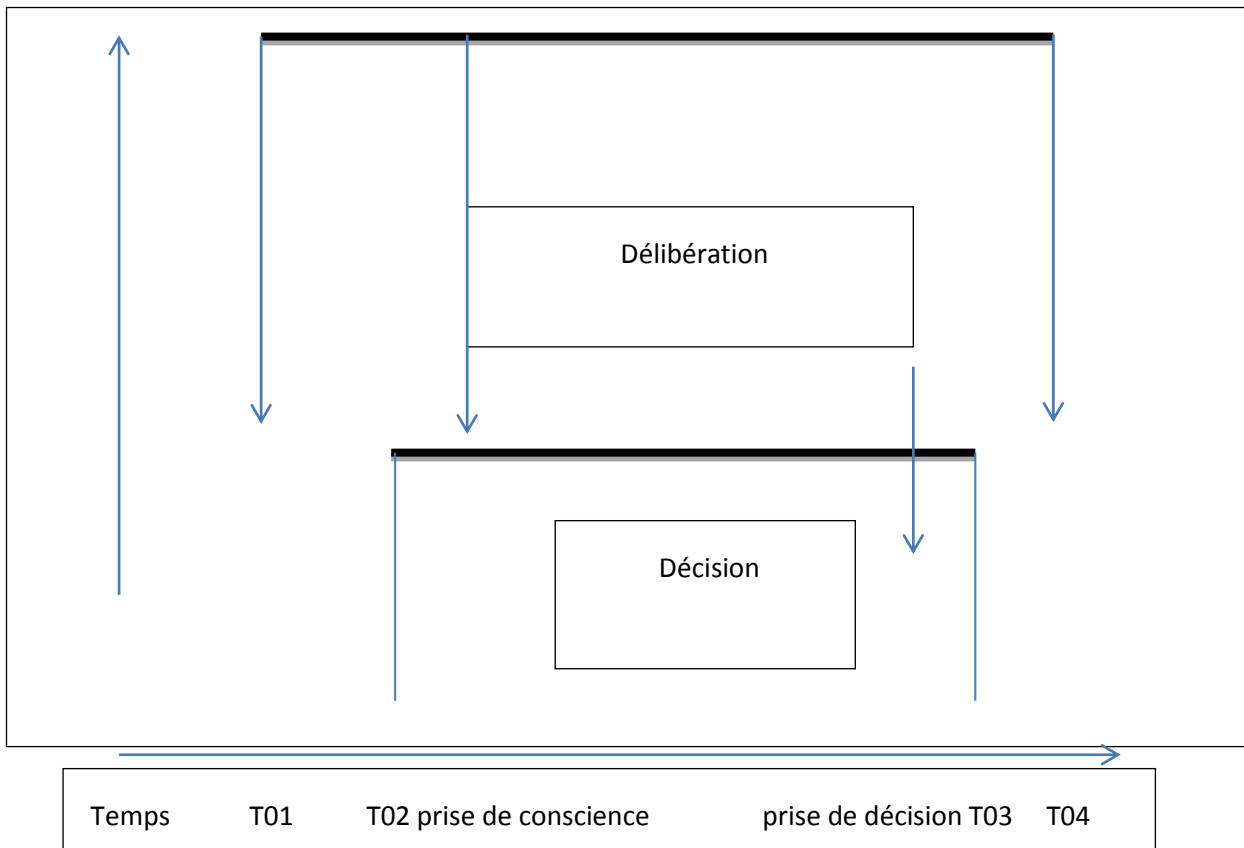 Délibération
Décision
Temps T01 T02 prise de conscience prise de décision T03 T04